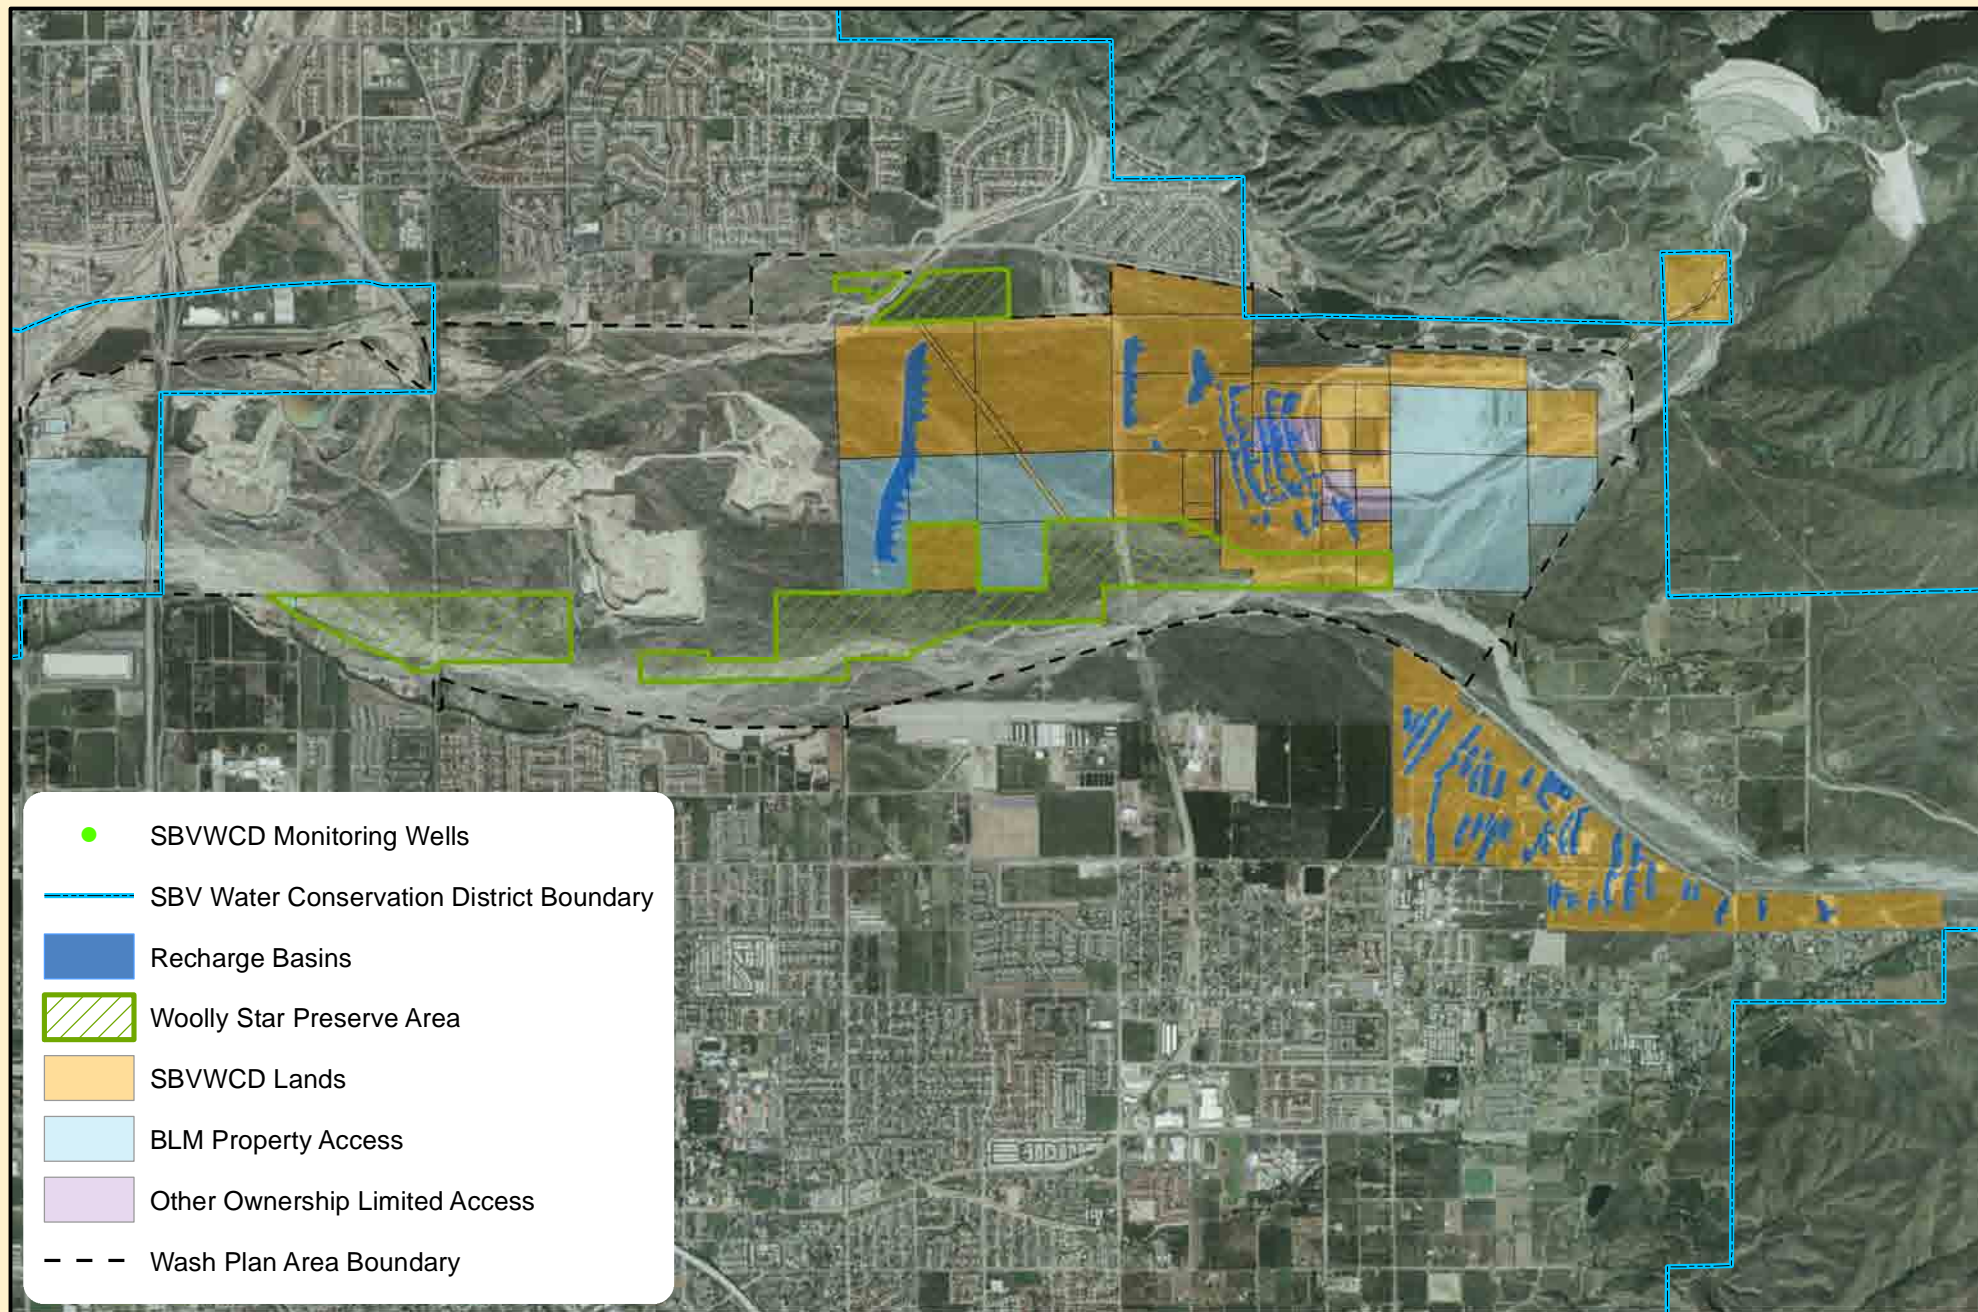 SBVWCD Monitoring Wells
SBV Water Conservation District Boundary
Recharge Basins
Woolly Star Preserve Area
SBVWCD Lands
BLM Property Access
Other Ownership Limited Access
Wash Plan Area Boundary